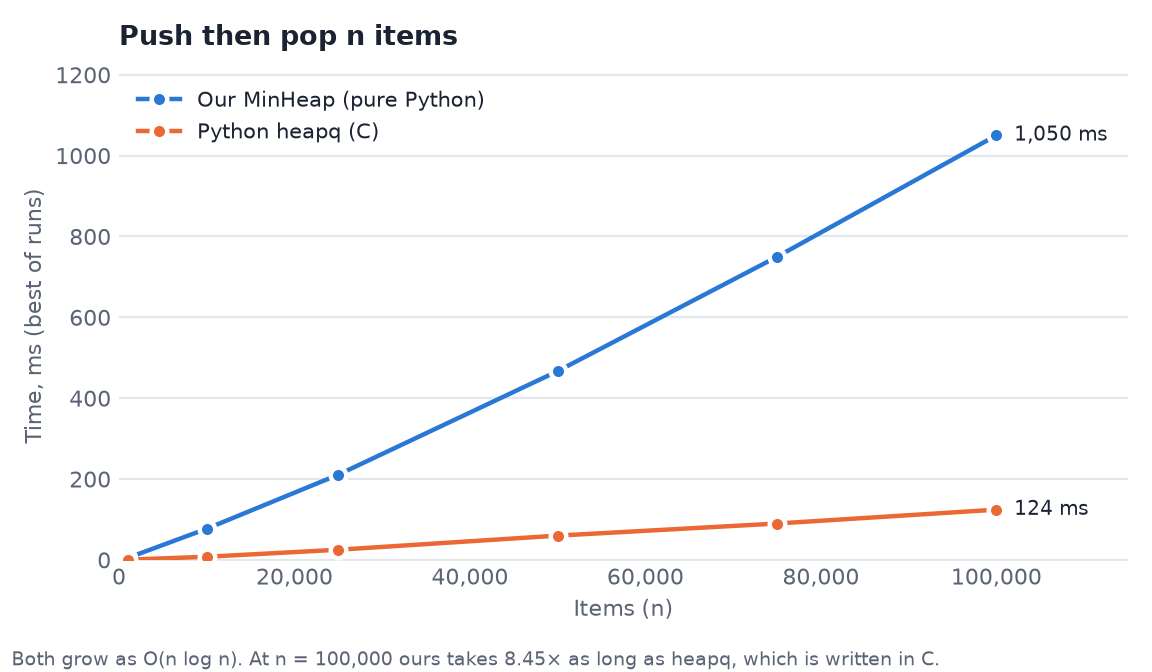 Push then pop n items
1200
1000
800
600
400
200
0
Time, ms (best of runs)
Our MinHeap (pure Python)
Python heapq (C)
1,050 ms
124 ms
0
20,000
40,000
60,000
80,000
100,000
Items (n)
Both grow as O(n log n). At n = 100,000 ours takes 8.45× as long as heapq, which is written in C.